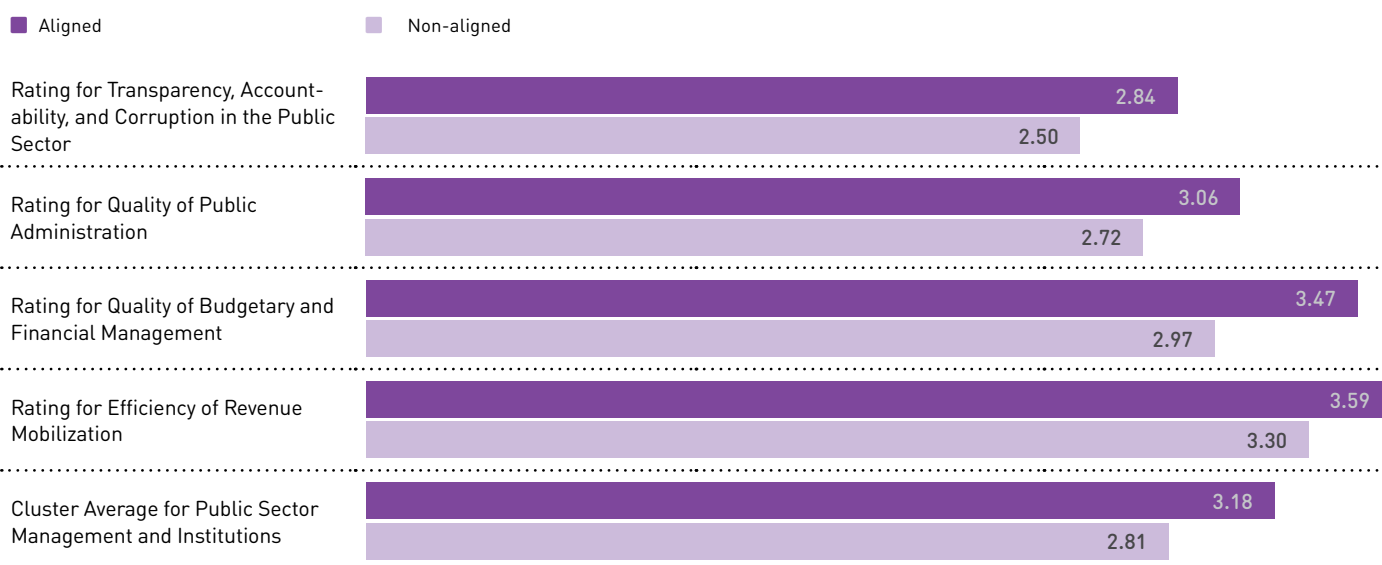 Aligned
Non-aligned
Rating for Transparency, Account-
ability, and Corruption in the Public
Sector
2.84
2.50
Rating for Quality of Public
Administration
3.06
2.72
Rating for Quality of Budgetary and
Financial Management
3.47
2.97
Rating for Efficiency of Revenue
Mobilization
3.59
3.30
Cluster Average for Public Sector
Management and Institutions
3.18
2.81